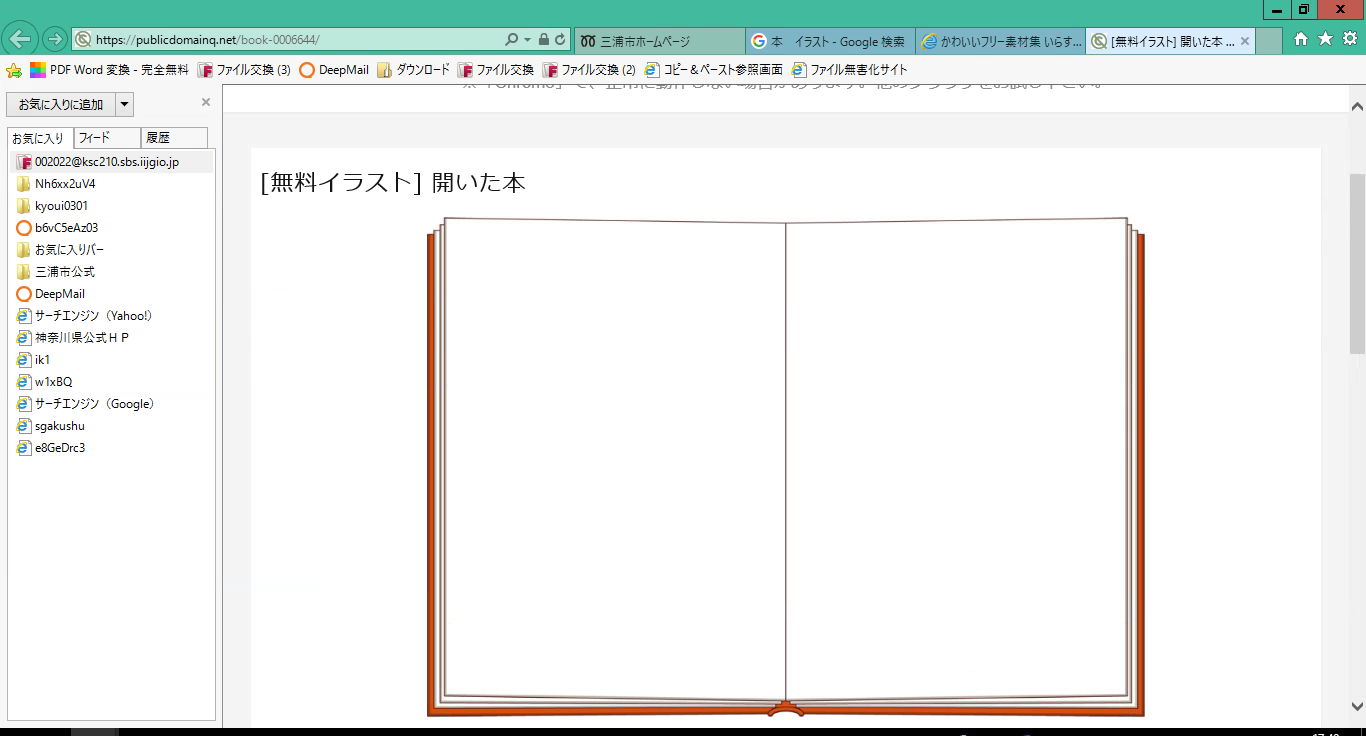 https://publicdomainq.net/book-0006644/
三浦市ホームページ
本 イラスト - Google 検索
かわいいフリー素材集 いらす...
[無料イラスト] 開いた本 ...
PDF Word 変換 - 完全無料
ファイル交換 (3)
DeepMail
ダウンロード
ファイル交換
ファイル交換 (2)
コピー＆ペースト参照画面
ファイル無害化サイト
お気に入りに追加
お気に入り
フィード
履歴
002022@ksc210.sbs.iijgio.jp
Nh6xx2uV4
kyoui0301
b6vC5eAz03
お気に入りバー
三浦市公式
DeepMail
サーチエンジン（Yahoo!）
神奈川県公式ＨＰ
ik1
w1xBQ
サーチエンジン（Google）
sgakushu
e8GeDrc3
[無料イラスト] 開いた本